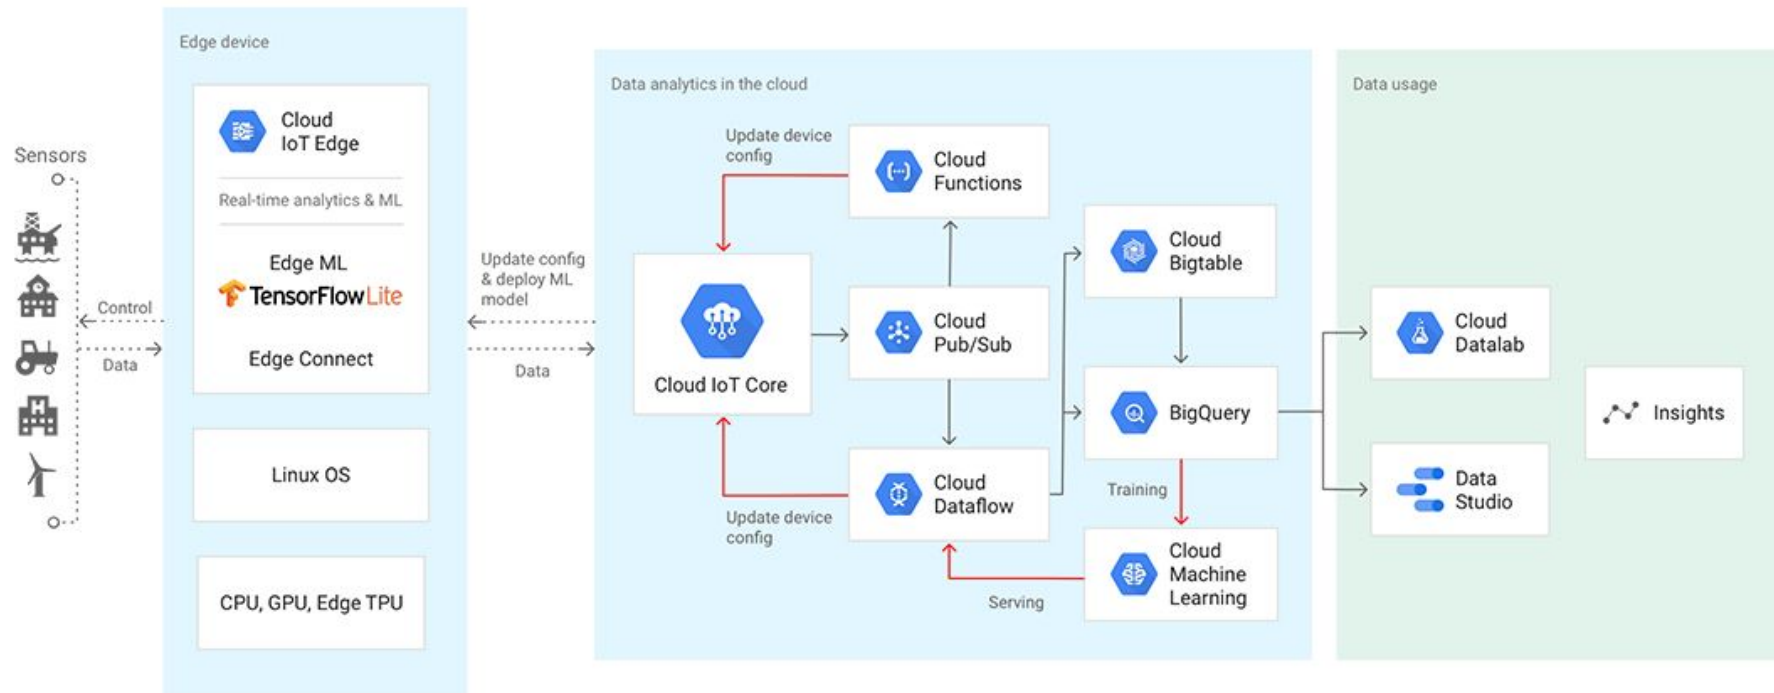 Edge device
Cloud
IoT Edge
Real-time analytics & ML
Edge ML
TensorFlow Lite
Edge Connect
Linux OS
CPU, GPU, Edge TPU
Sensors
Control
Data
Update config
& deploy ML
model
Data
Data analytics in the cloud
Update device
config
Cloud
Functions
Cloud IoT Core
Cloud
Pub/Sub
Cloud
Dataflow
Update device
config
Cloud
Bigtable
BigQuery
Training
Cloud
Machine
Learning
Serving
Data usage
Cloud
Datalab
Data
Studio
Insights